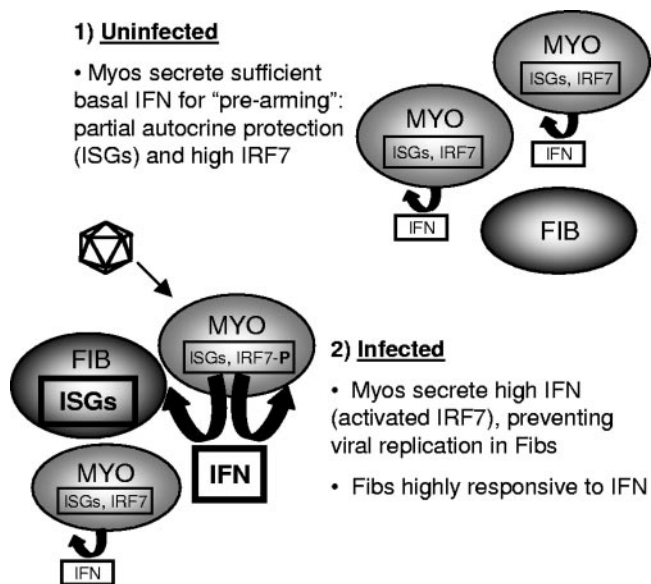 1) Uninfected
• Myos secrete sufficient
basal IFN for “pre-arming”:
partial autocrine protection
(ISGs) and high IRF7
MYO
ISGs, IRF7
IFN
MYO
ISGs, IRF7
IFN
FIB
MYO
ISGs, IRF7-P
FIB
ISGs
IFN
MYO
ISGs, IRF7
IFN
2) Infected
• Myos secrete high IFN
(activated IRF7), preventing
viral replication in Fibs
• Fibs highly responsive to IFN